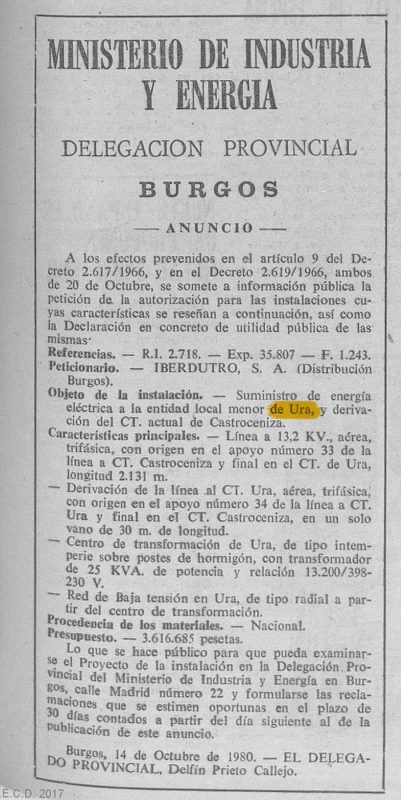 MINISTERIO DE INDUSTRIA
Y ENERGIA
DELEGACION PROVINCIAL
BURGOS
— ANUNCIO —
A los efectos prevenidos en el artículo 9 del De-
creto 2.617/1966, y en el Decreto 2.619/1966, ambos
de 20 de Octubre, se somete a información pública la
petición de la autorización para las instalaciones cu-
yas características se reseñan a continuación, así como
la Declaración en concreto de utilidad pública de las
mismas·
Referencias. — R.I. 2.718. — Exp. 35.807 — F. 1.243.
Peticionario. — IBERDUTRO, S. A. (Distribución
Burgos).
Objeto de la instalación. — Suministro de energía
eléctrica a la entidad local menor de Ura, y deriva-
ción del CT. actual de Castroceniza.
Características principales. — Línea a 13,2 KV., aérea,
trifásica, con origen en el apoyo número 33 de la
línea a CT. Castroceniza y final en el CT. de Ura,
longitud 2.131 m.
— Derivación de la línea al CT. Ura, aérea, trifásica,
con origen en el apoyo número 34 de la línea a CT.
Ura y final en el CT. Castroceniza, en un solo
vano de 30 m. de longitud.
— Centro de transformación de Ura, de tipo intem-
perie sobre postes de hormigón, con transformador
de 25 KVA. de potencia y relación 13.200/398-
230 V.
— Red de Baja tensión en Ura, de tipo radial a par-
tir del centro de transformación.
Procedencia de los materiales. — Nacional.
Presupuesto. — 3.616.685 pesetas.
Lo que se hace público para que pueda examinar-
se el Proyecto de la instalación en la Delegación Pro-
vincial del Ministerio de Industria y Energía en Bur-
gos, calle Madrid número 22 y formularse las recla-
maciones que se estimen oportunas en el plazo de
30 días contados a partir del día siguiente al de la
publicación de este anuncio.
Burgos, 14 de Octubre de 1980. — EL DELEGA-
DO PROVINCIAL, Delfín Prieto Callejo.
.E.C.D. 2017